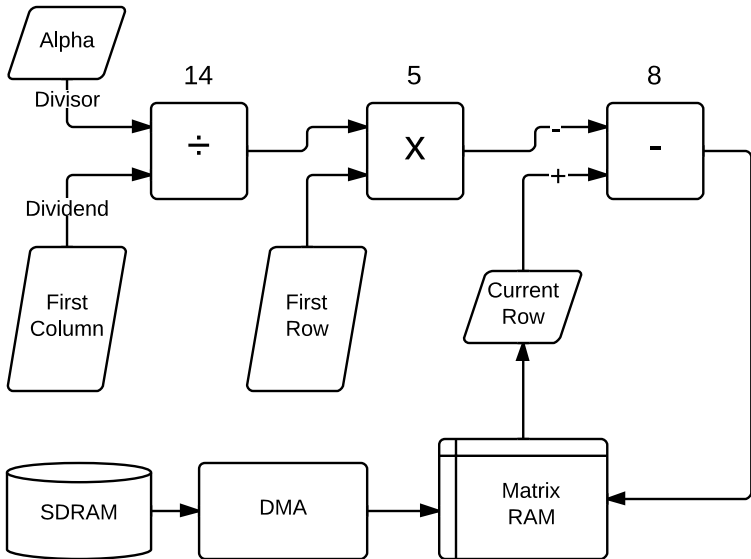 Alpha
14
5
8
Divisor
÷
X
-
-
+
Dividend
First
Column
First
Row
Current
Row
SDRAM
DMA
Matrix
RAM